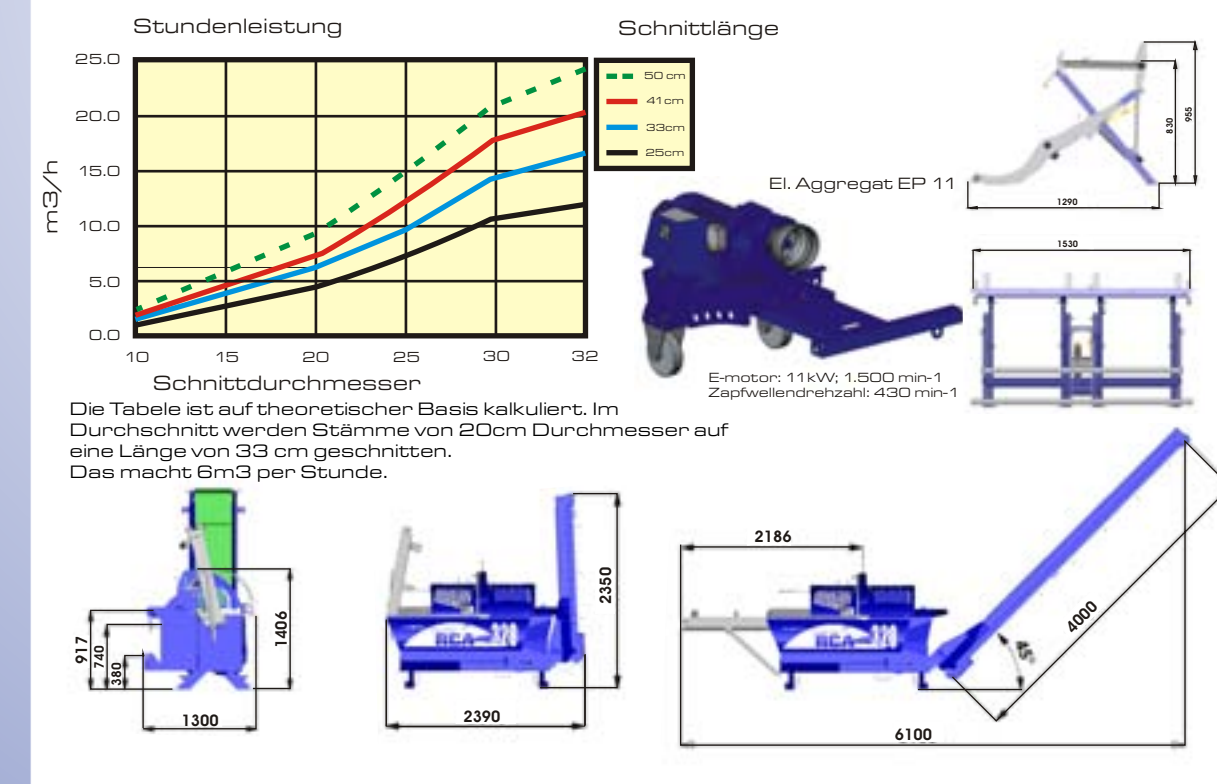 Stundenleistung
Schnittlänge
25.0
20.0
15.0
10.0
5.0
0.0
m3/h
10 15 20 25 30 32
Schnittdurchmesser
50 cm
41cm
33cm
25cm
El. Aggregat EP 11
E-motor: 11kW; 1.500 min-1
Zapfwellendrehzahl: 430 min-1
830
955
1290
1530
Die Tabele ist auf theoretischer Basis kalkuliert. Im
Durchschnitt werden Stämme von 20cm Durchmesser auf
eine Länge von 33 cm geschnitten.
Das macht 6m3 per Stunde.
917
740
380
1406
1300
2350
2390
320
2186
320
45°
4000
6100